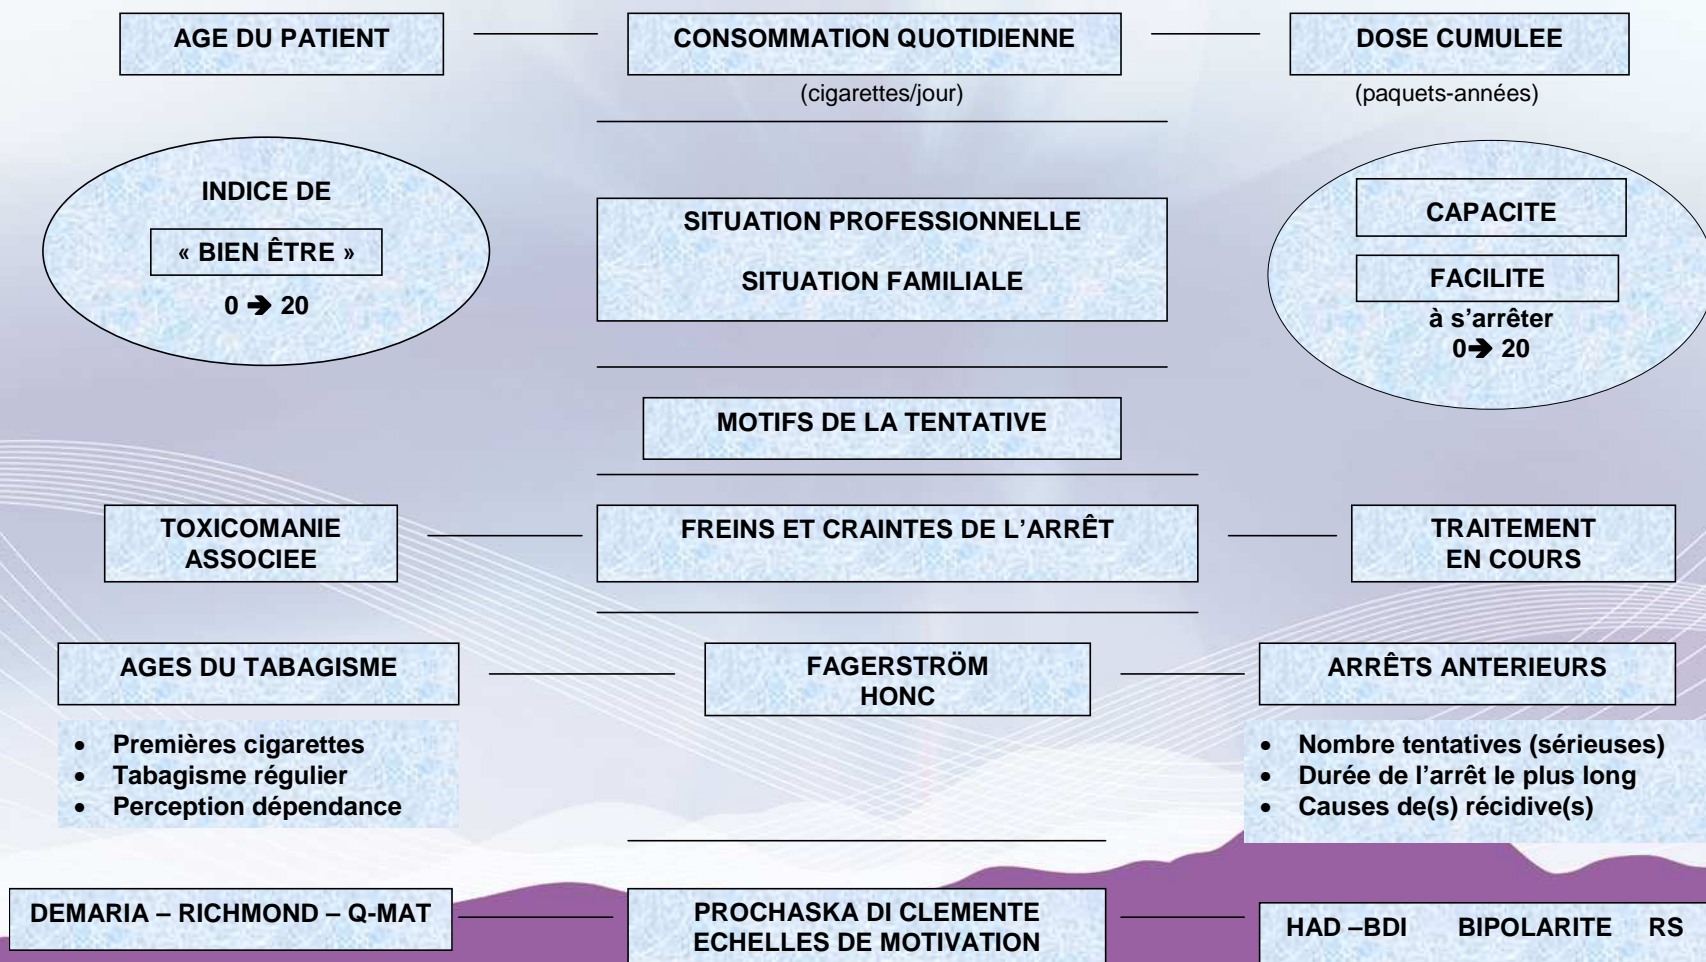 AGE DU PATIENT
CONSOMMATION QUOTIDIENNE
DOSE CUMULEE
(cigarettes/jour)
(paquets-années)
INDICE DE
« BIEN ÊTRE »
0 ➔ 20
SITUATION PROFESSIONNELLE
SITUATION FAMILIALE
CAPACITE
FACILITE
à s’arrêter
0➔ 20
MOTIFS DE LA TENTATIVE
TOXICOMANIE
ASSOCIEE
FREINS ET CRAINTES DE L’ARRÊT
TRAITEMENT
EN COURS
AGES DU TABAGISME
• Premières cigarettes
• Tabagisme régulier
• Perception dépendance
FAGERSTRÖM
HONC
ARRÊTS ANTERIEURS
• Nombre tentatives (sérieuses)
• Durée de l’arrêt le plus long
• Causes de(s) récidive(s)
DEMARIA – RICHMOND – Q-MAT
PROCHASKA DI CLEMENTE
ECHELLES DE MOTIVATION
HAD –BDI BIPOLARITE RS